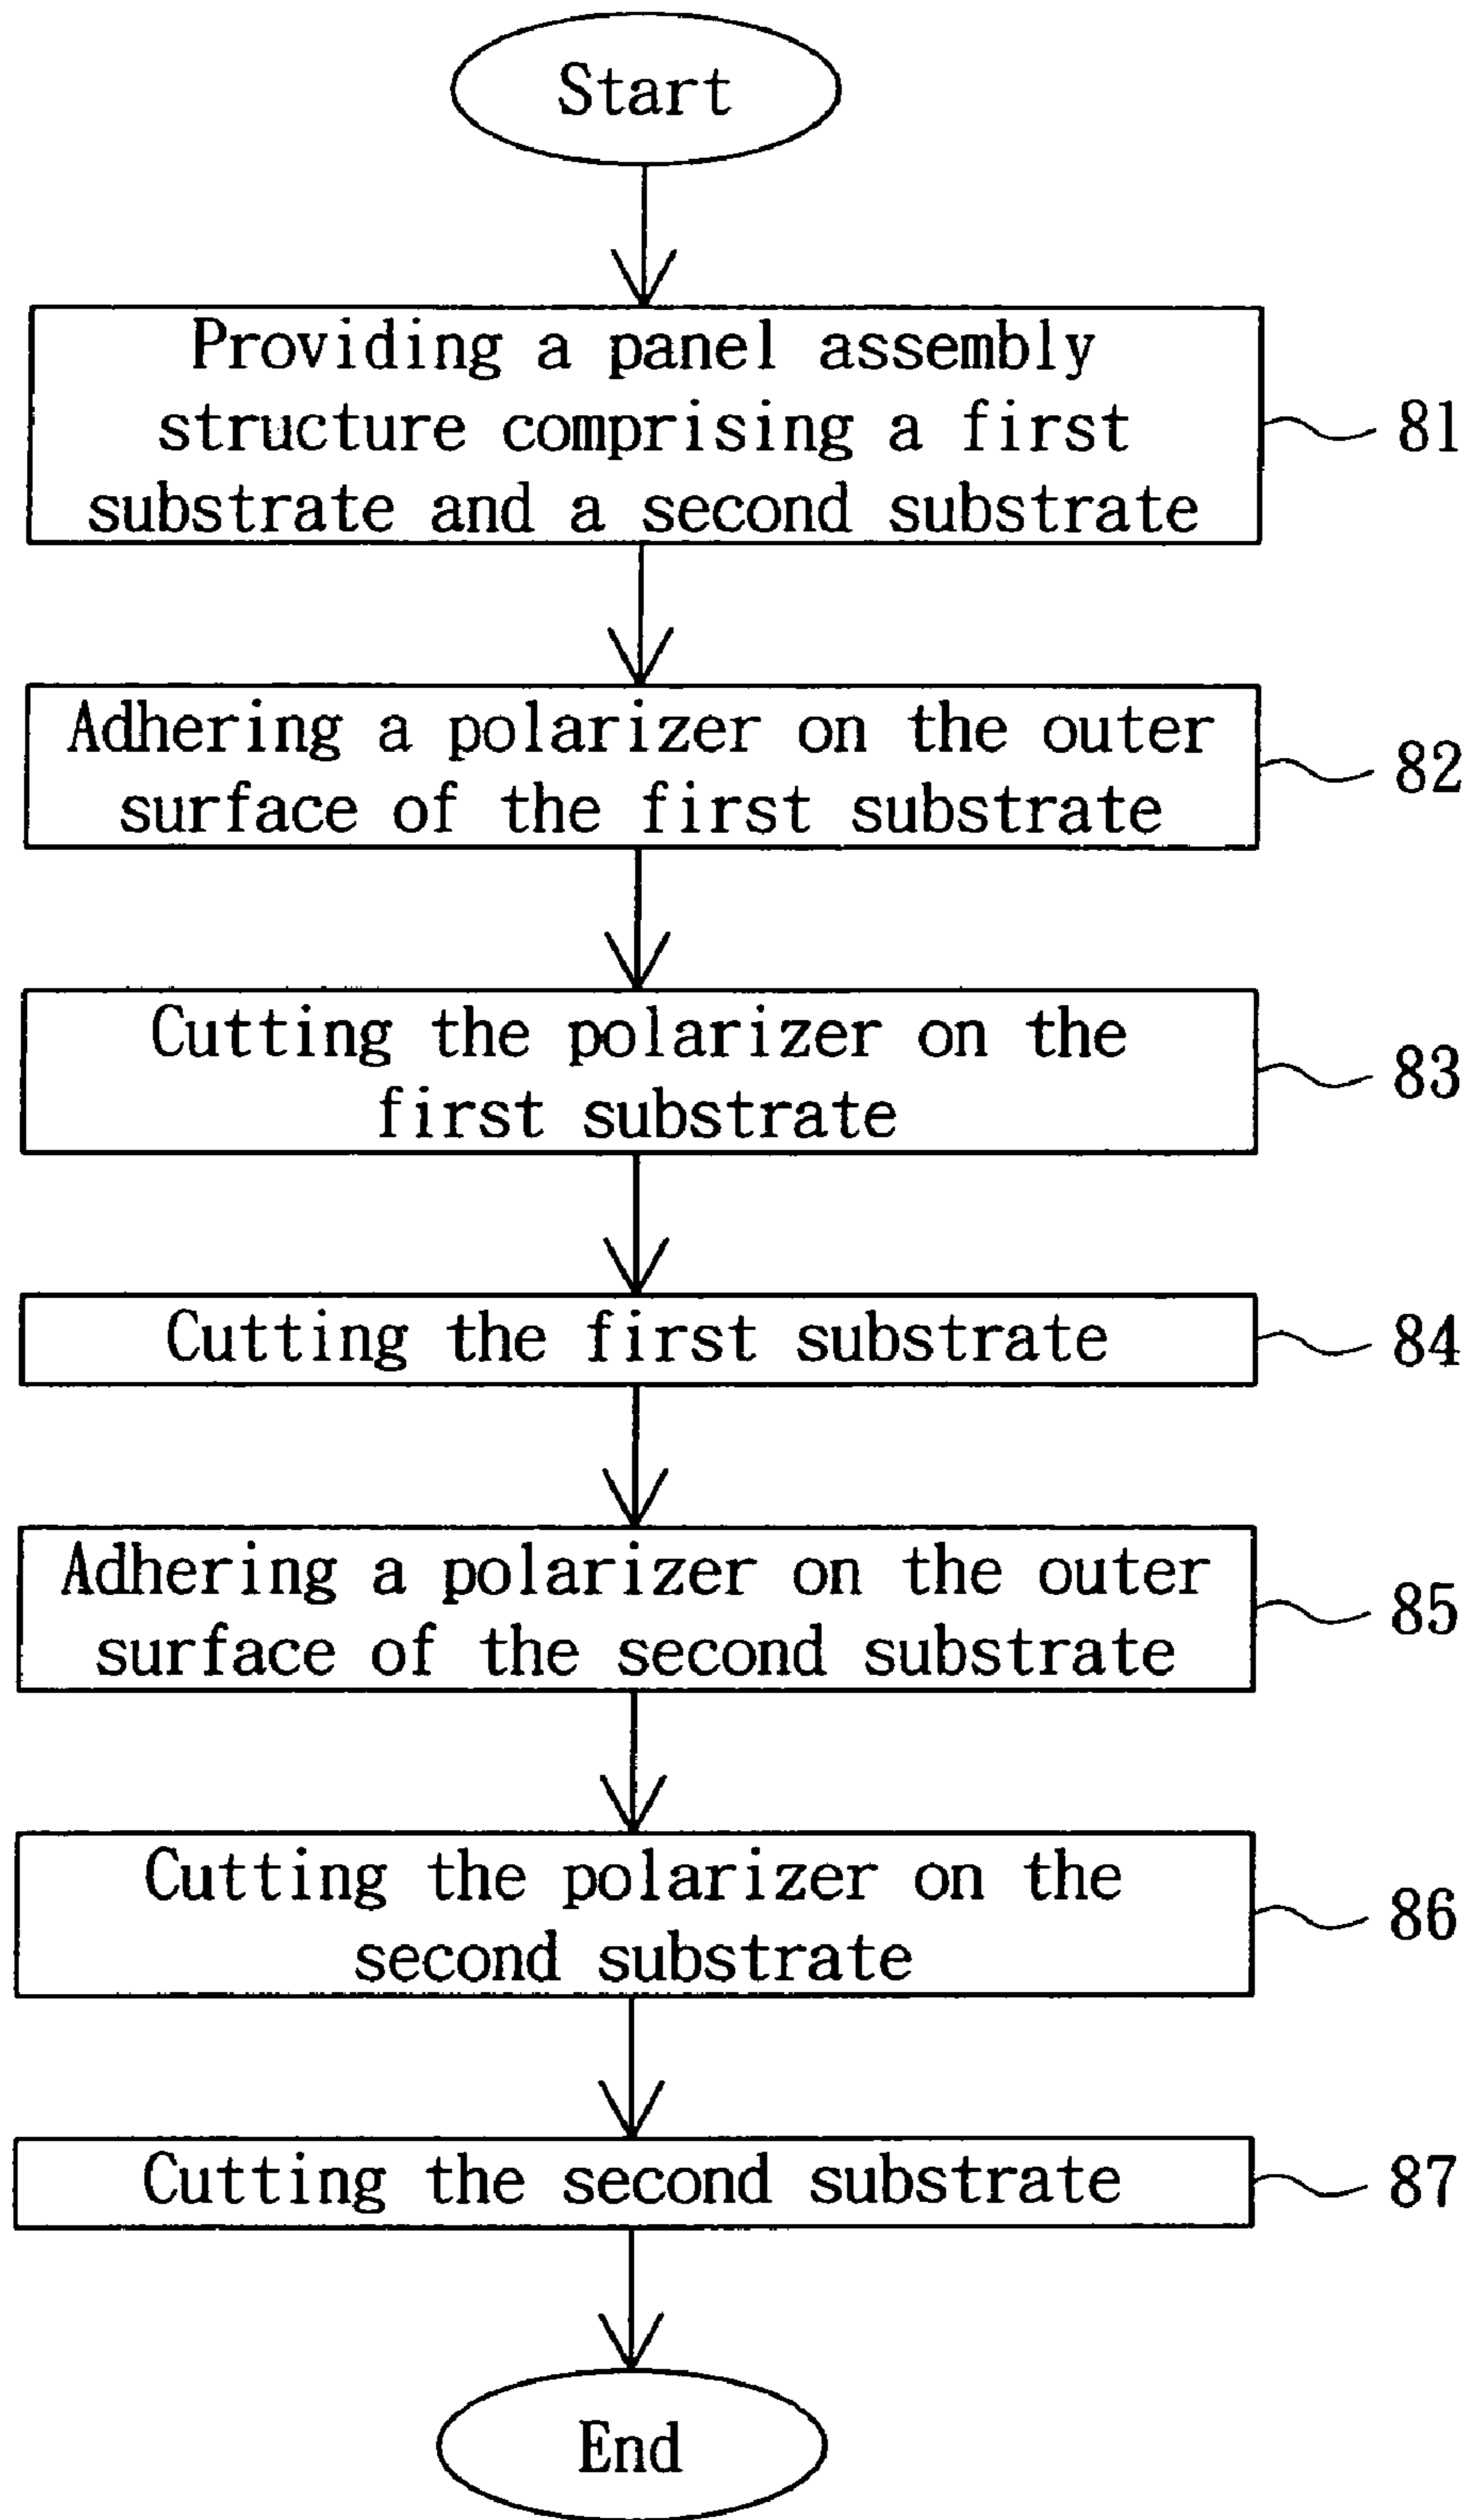 Start
Providing a panel assembly
structure comprising a first
substrate and a second substrate
81
Adhering a polarizer on the outer
surface of the first substrate
82
Cutting the polarizer on the
first substrate
83
Cutting the first substrate
84
Adhering a polarizer on the outer
surface of the second substrate
85
Cutting the polarizer on the
second substrate
86
Cutting the second substrate
87
End